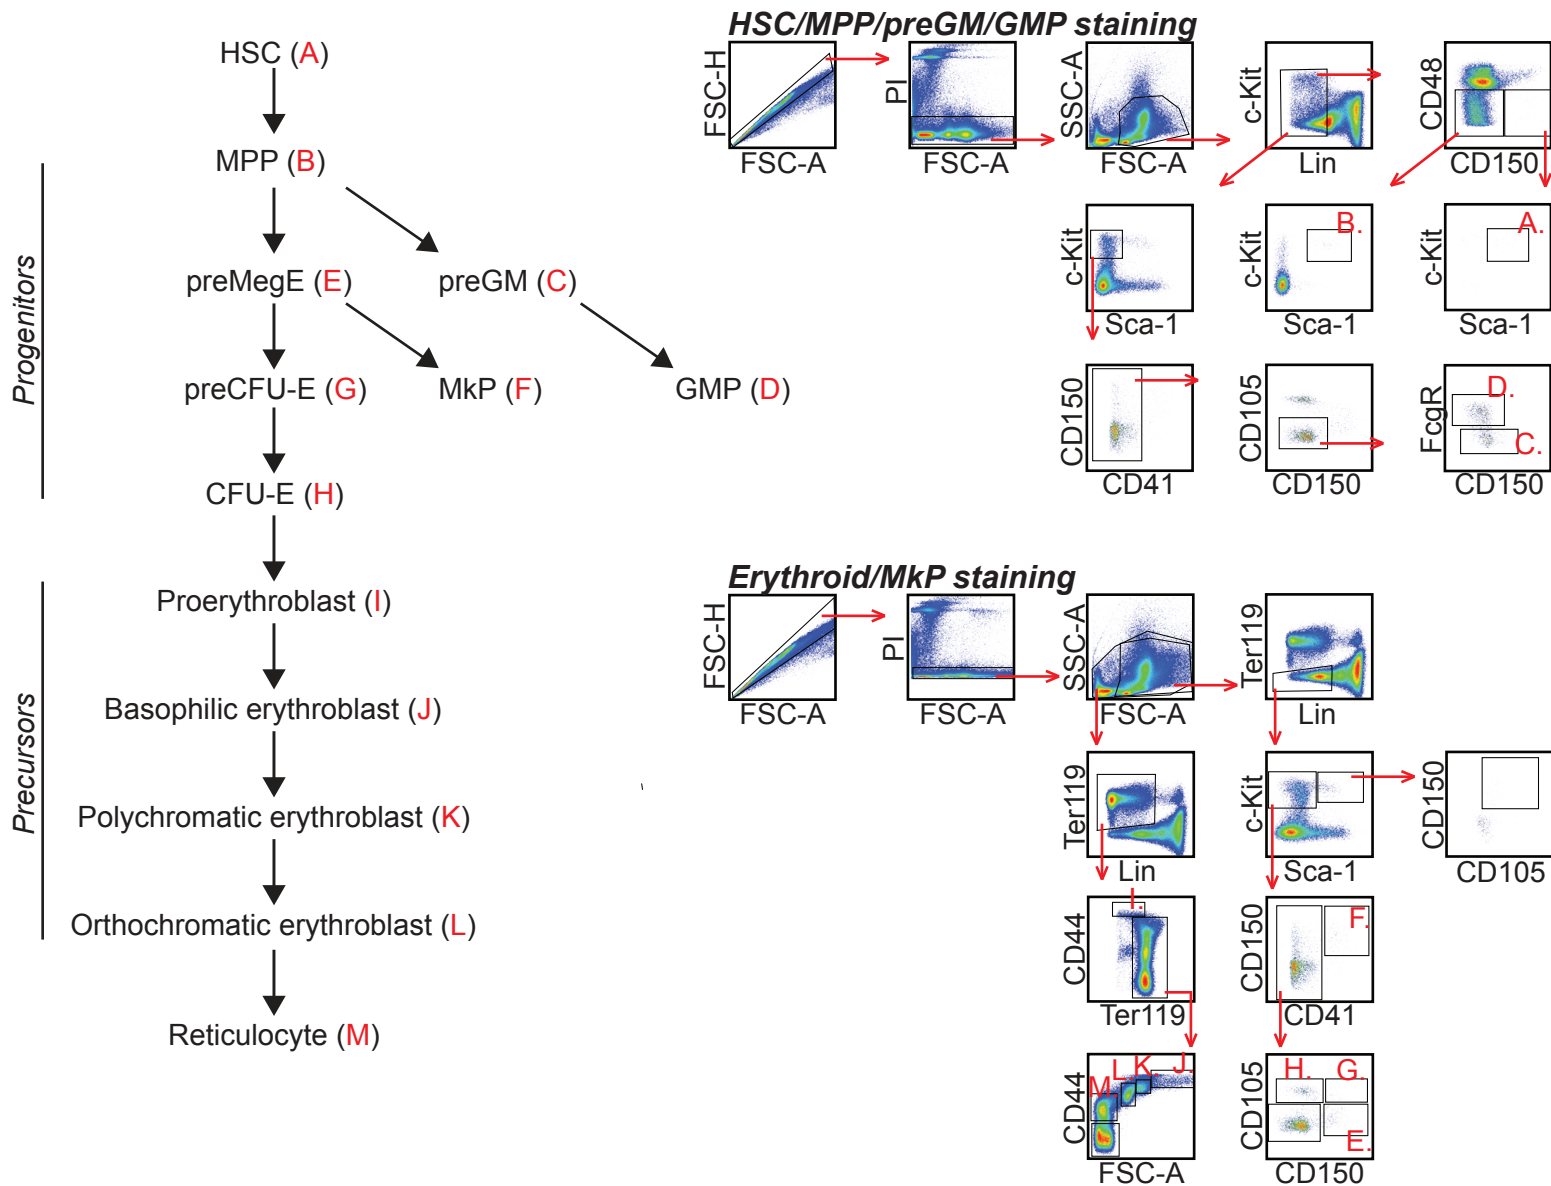 HSC (A)
MPP (B)
preMegE (E)
preGM (C)
preCFU-E (G)
MkP (F)
GMP (D)
CFU-E (H)
Proerythroblast (I)
Basophilic erythroblast (J)
Polychromatic erythroblast (K)
Orthochromatic erythroblast (L)
Reticulocyte (M)
Progenitors
Precursors
HSC/MPP/preGM/GMP staining
FSC-H
FSC-A
PI
FSC-A
SSC-A
FSC-A
c-Kit
Lin
CD48
CD150
c-Kit
Sca-1
c-Kit
B.
Sca-1
c-Kit
A.
Sca-1
CD150
CD41
CD105
CD150
FcgR
D.
C.
CD150
Erythroid/MkP staining
FSC-H
FSC-A
PI
FSC-A
SSC-A
FSC-A
Ter119
Lin
Ter119
Lin
c-Kit
Sca-1
CD150
CD105
CD44
I.
Ter119
CD150
F.
CD41
CD44
M.
L.
K.
J.
FSC-A
CD105
H.
G.
E.
CD150